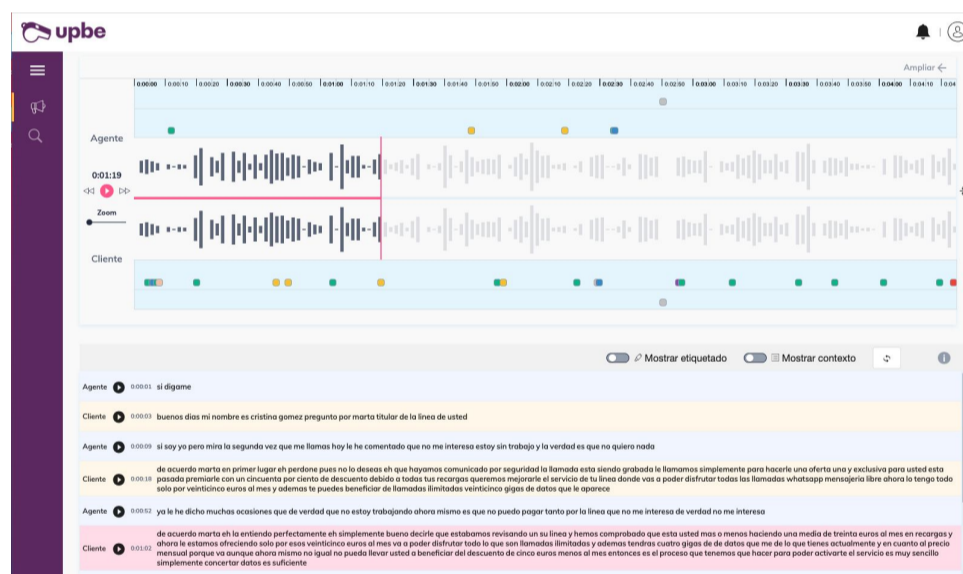 upbe
Ampliar ←
0:00:00 0:00:10 0:00:20 0:00:30 0:00:40 0:00:50 0:01:00 0:01:10 0:01:20 0:01:30 0:01:40 0:01:50 0:02:00 0:02:10 0:02:20 0:02:30 0:02:40 0:02:50 0:03:00 0:03:10 0:03:20 0:03:30 0:03:40 0:03:50 0:04:00 0:04:10 0:04
Agente
0:01:19
Zoom
Cliente
Mostrar etiquetado Mostrar contexto
Agente 0:00:01 si digame
Cliente 0:00:03 buenos dias mi nombre es cristina gomez pregunto por marta titular de la linea de usted
Agente 0:00:09 si soy yo pero mira la segunda vez que me llamas hoy le he comentado que no me interesa estoy sin trabajo y la verdad es que no quiero nada
de acuerdo marta en primer lugar eh perdone pues no lo deseas eh que hayamos comunicado por seguridad la llamada esta siendo grabada le llamamos simplemente para hacerle una oferta una y exclusiva para usted esta
Cliente 0:00:18 pasada premiarle con un cincuenta por ciento de descuento debido a todas tus recargas queremos mejorarle el servicio de tu linea donde vas a poder disfrutar todas las llamadas whatsapp mensajeria libre ahora lo tengo todo
solo por veinticinco euros al mes y ademas te puedes beneficiar de llamadas ilimitadas veinticinco gigas de datos que le aparece
Agente 0:00:52 ya le he dicho muchas ocasiones que de verdad que no estoy trabajando ahora mismo es que no puedo pagar tanto por la linea que no me interesa de verdad no me interesa
de acuerdo marta eh la entiendo perfectamente eh simplemente bueno decirle que estabamos revisando un su linea y hemos comprobado que esta usted mas o menos haciendo una media de treinta euros al mes en recargas y
Cliente 0:01:02 ahora le estamos ofreciendo solo por esos veinticinco euros al mes va a poder disfrutar todo lo que son llamadas ilimitadas y ademas tendras cuatro gigas de de datos que me de lo que tienes actualmente y en cuanto al precio
mensual porque va aunque ahora mismo no igual no pueda llevar usted a beneficiar del descuento de cinco euros menos al mes entonces es el proceso que tenemos que hacer para poder activarte el servicio es muy sencillo
simplemente concertar datos es suficiente